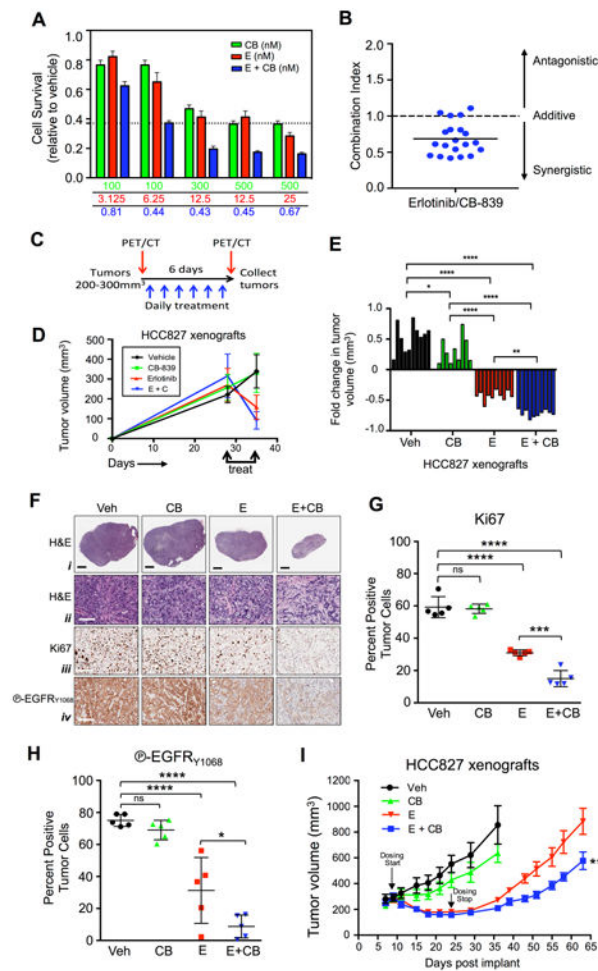 A
CB (nM)
E (nM)
E + CB (nM)
Cell Survival
(relative to vehicle)
1.0
0.8
0.6
0.4
0.2
0.0
100 100 300 500 500
3.125 6.25 12.5 12.5 25
0.81 0.44 0.43 0.45 0.67
B
Combination Index
2.0
1.5
1.0
0.5
0.0
Antagonistic
Additive
Synergistic
Erlotinib/CB-839
C
PET/CT PET/CT
Tumors
200-300mm³
6 days
Daily treatment
Collect
tumors
D
HCC827 xenografts
Vehicle
CB-839
Erlotinib
E + C
Tumor volume (mm³)
500
400
300
200
100
0
0 10 20 30 40
Days
treat
E
****
****
*
****
****
**
Fold change in tumor
volume (mm³)
1.0
0.5
0.0
-0.5
-1.0
Veh CB E E + CB
HCC827 xenografts
F
Veh CB E E+CB
H&E
i
H&E
ii
Ki67
iii
Ⓟ-EGFRY1068
iv
G
Ki67
****
****
ns
***
Percent Positive
Tumor Cells
100
80
60
40
20
0
Veh CB E E+CB
H
Ⓟ-EGFRY1068
****
****
ns
*
Percent Positive
Tumor Cells
100
80
60
40
20
0
Veh CB E E+CB
I
HCC827 xenografts
Veh
CB
E
E + CB
Tumor volume (mm³)
1000
800
600
400
200
0
Dosing
Start
Dosing
Stop
**
0 5 10 15 20 25 30 35 40 45 50 55 60 65
Days post implant